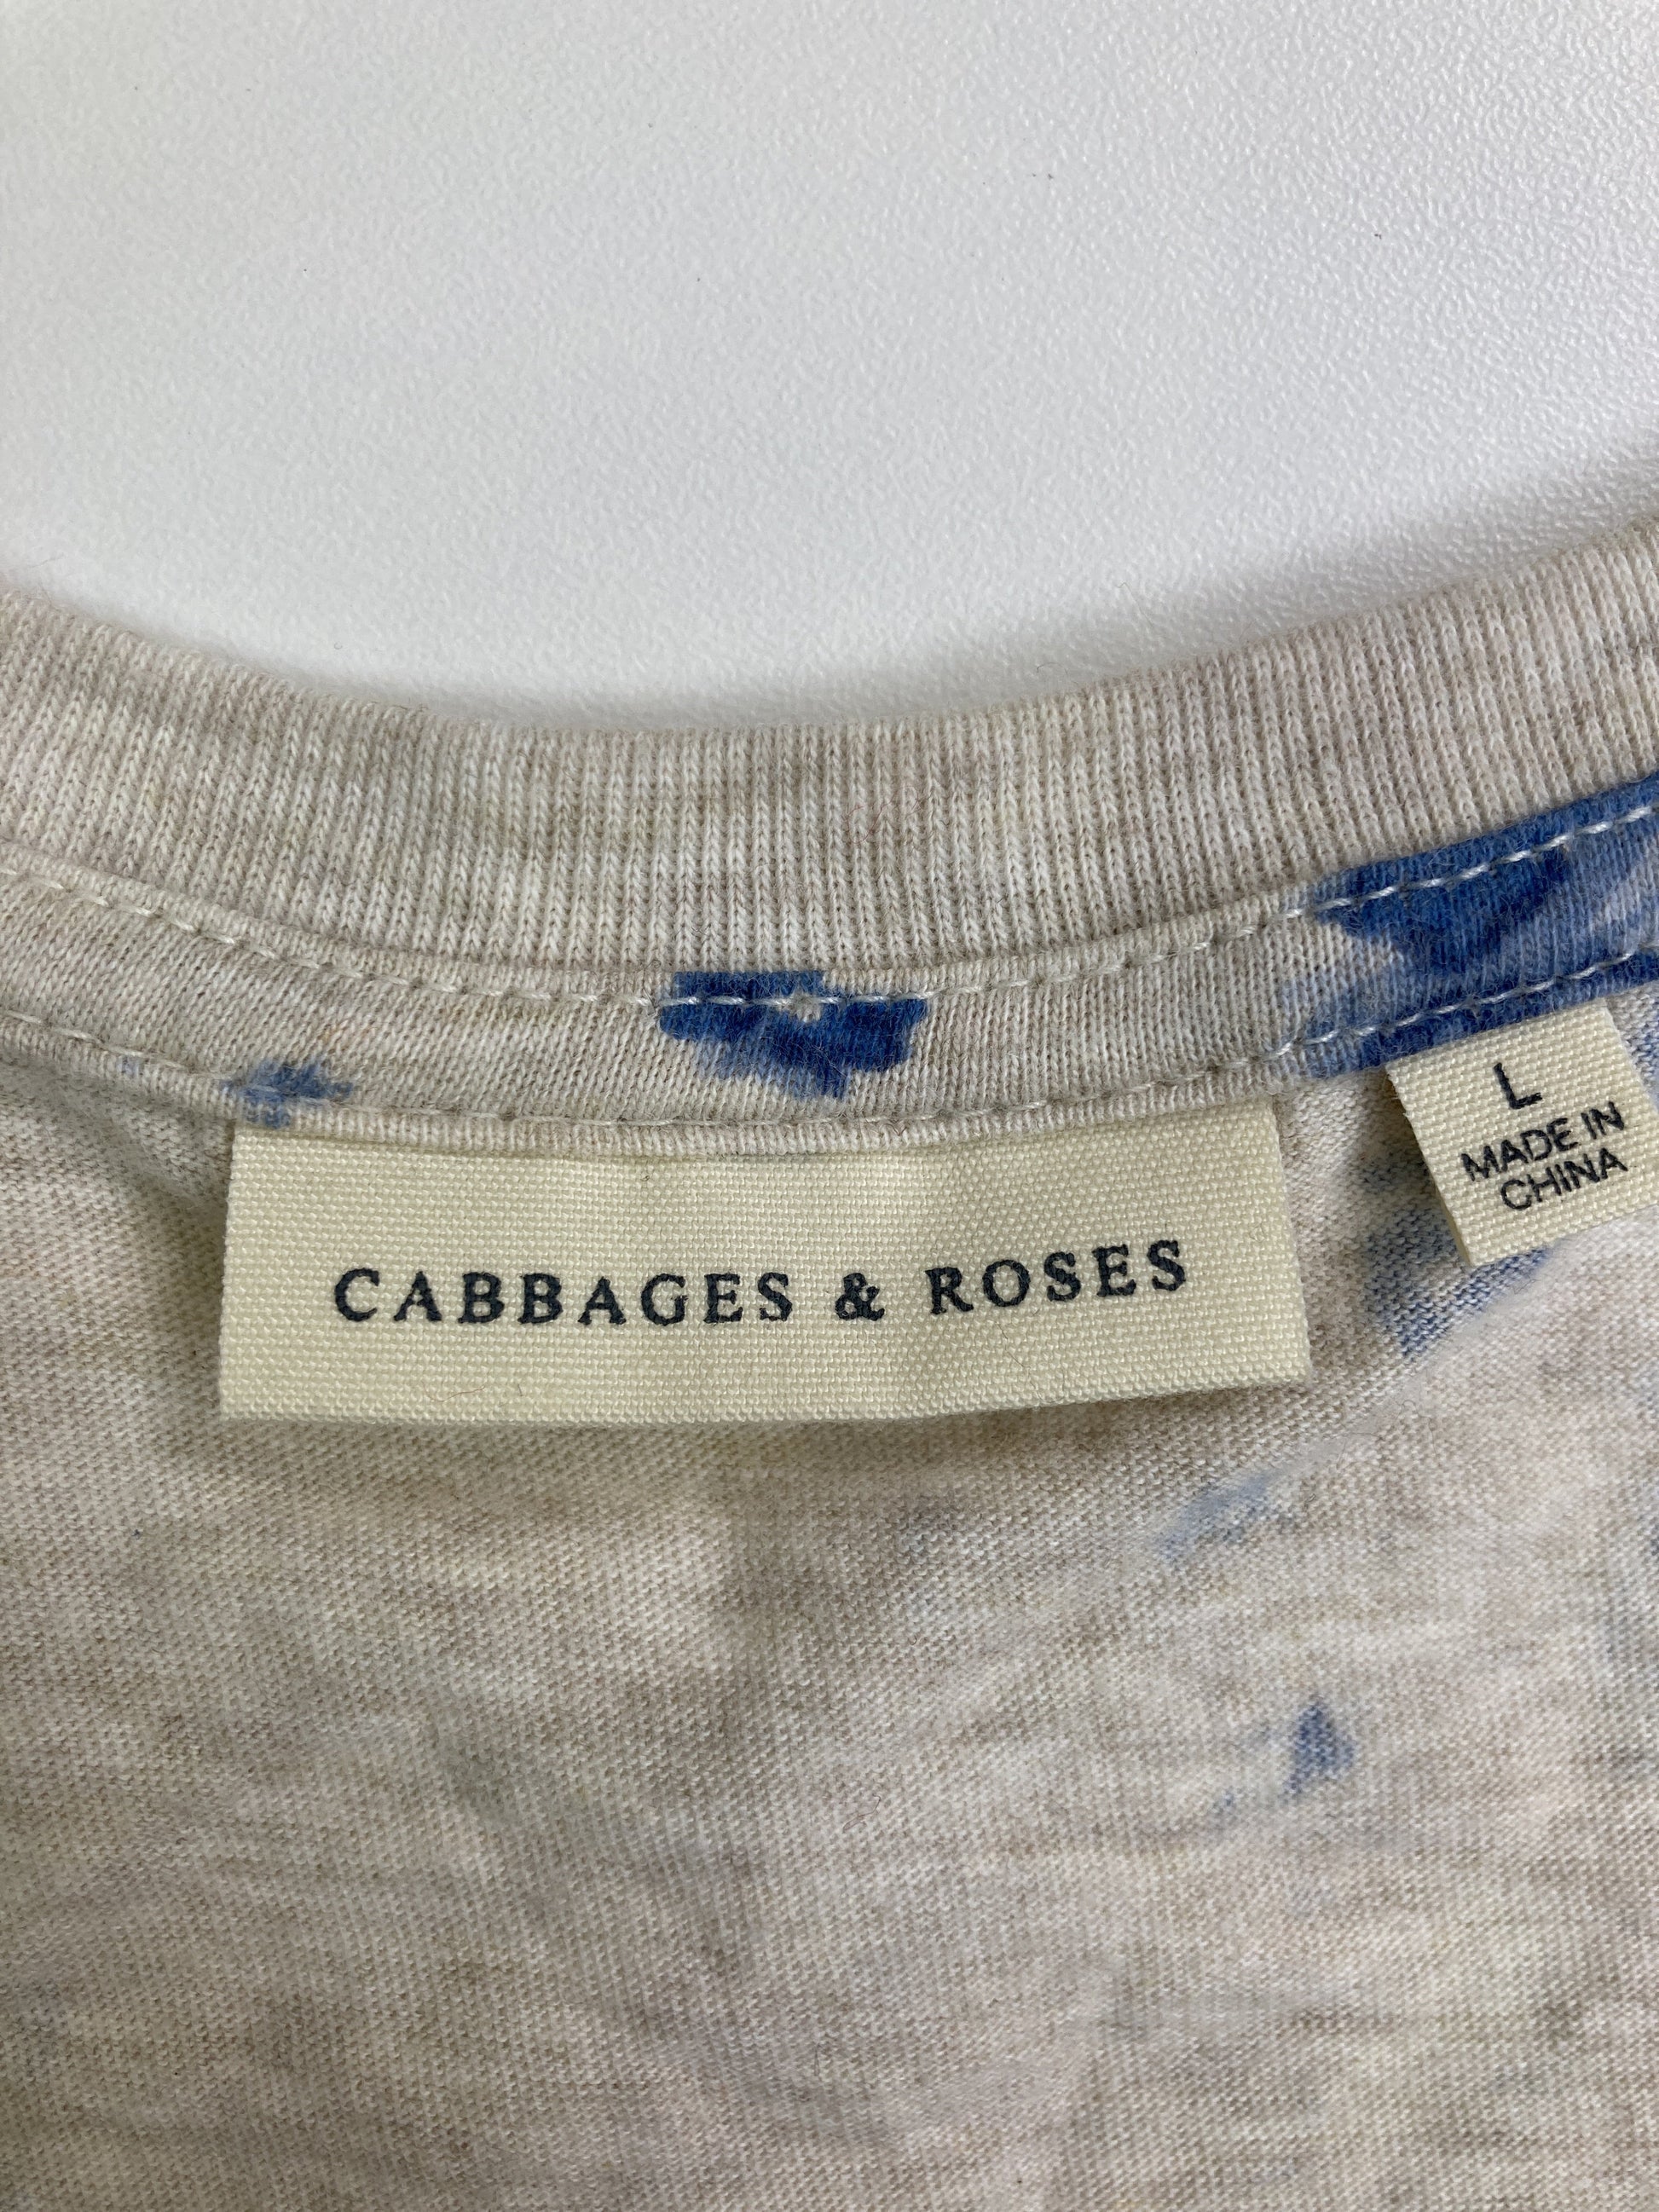 CABBAGES & ROSES
L
MADE IN
CHINA